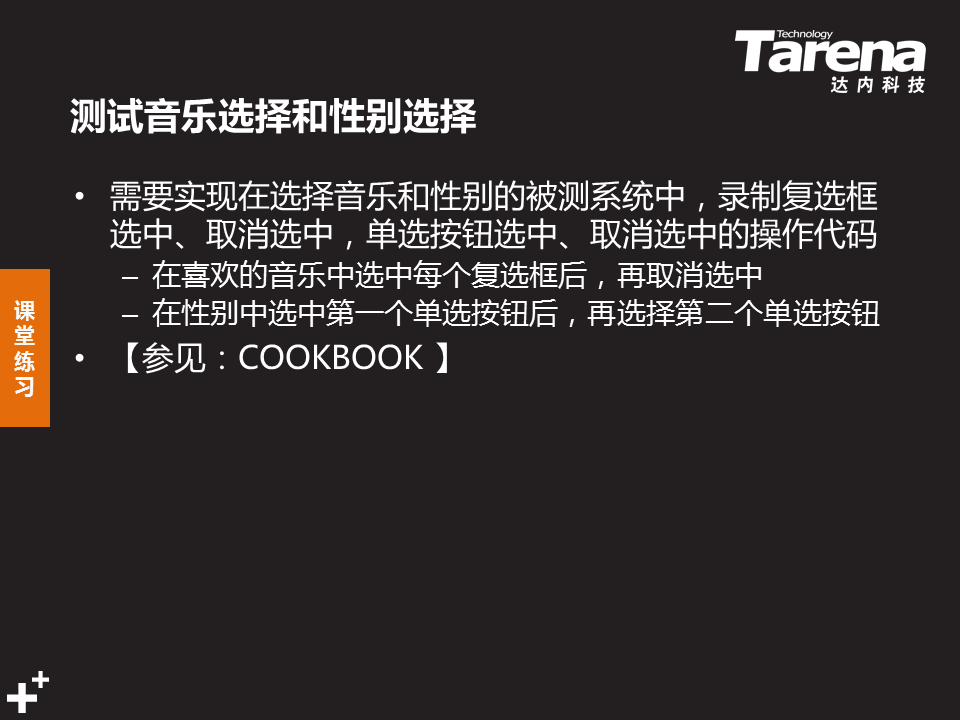 Technology
Tarena
达内科技
测试音乐选择和性别选择
• 需要实现在选择音乐和性别的被测系统中，录制复选框
选中、取消选中，单选按钮选中、取消选中的操作代码
– 在喜欢的音乐中选中每个复选框后，再取消选中
– 在性别中选中第一个单选按钮后，再选择第二个单选按钮
• 【参见：COOKBOOK 】
课
堂
练
习